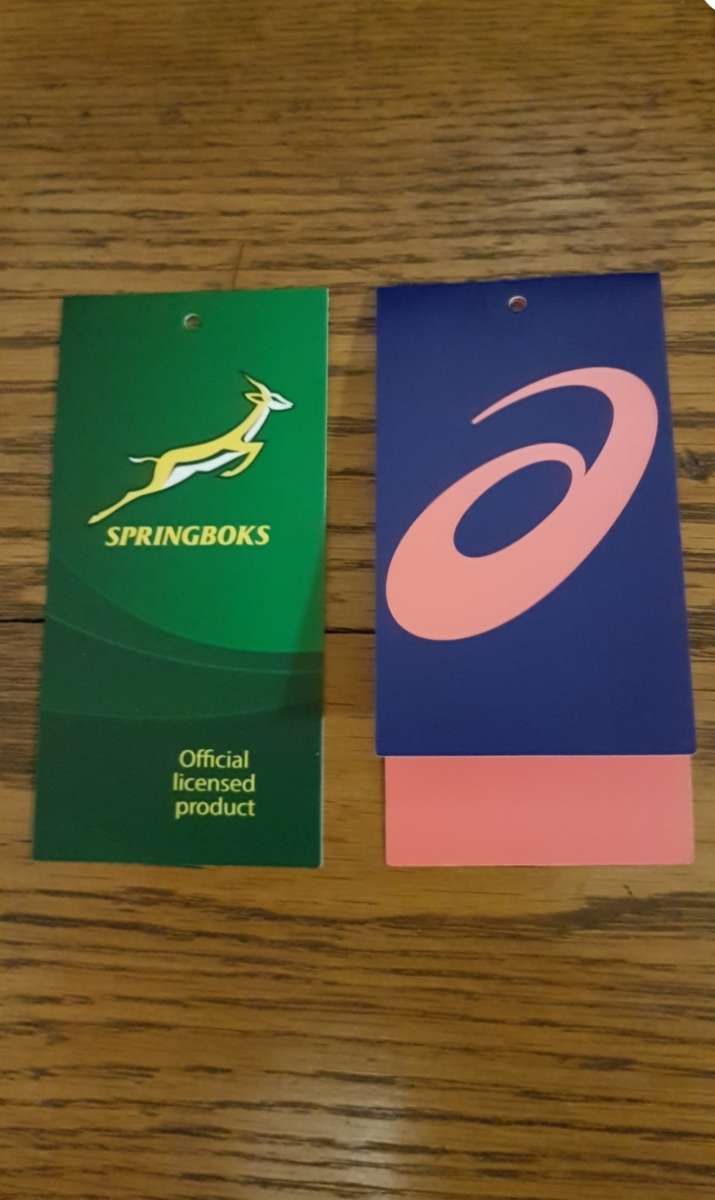 SPRINGBOKS
Official
licensed
product